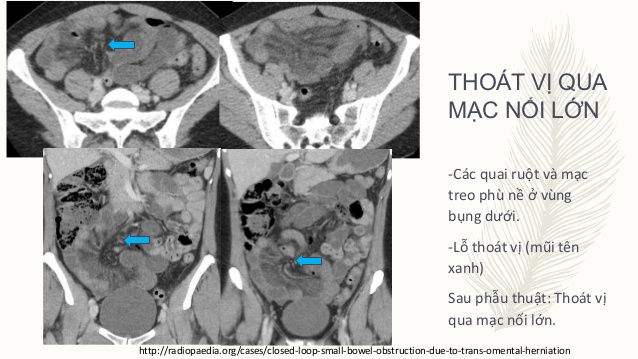 THOÁT VỊ QUA
MẠC NỐI LỚN
-Các quai ruột và mạc
treo phù nề ở vùng
bụng dưới.
-Lỗ thoát vị (mũi tên
xanh)
Sau phẫu thuật: Thoát vị
qua mạc nối lớn.
http://radiopaedia.org/cases/closed-loop-small-bowel-obstruction-due-to-trans-omental-herniation